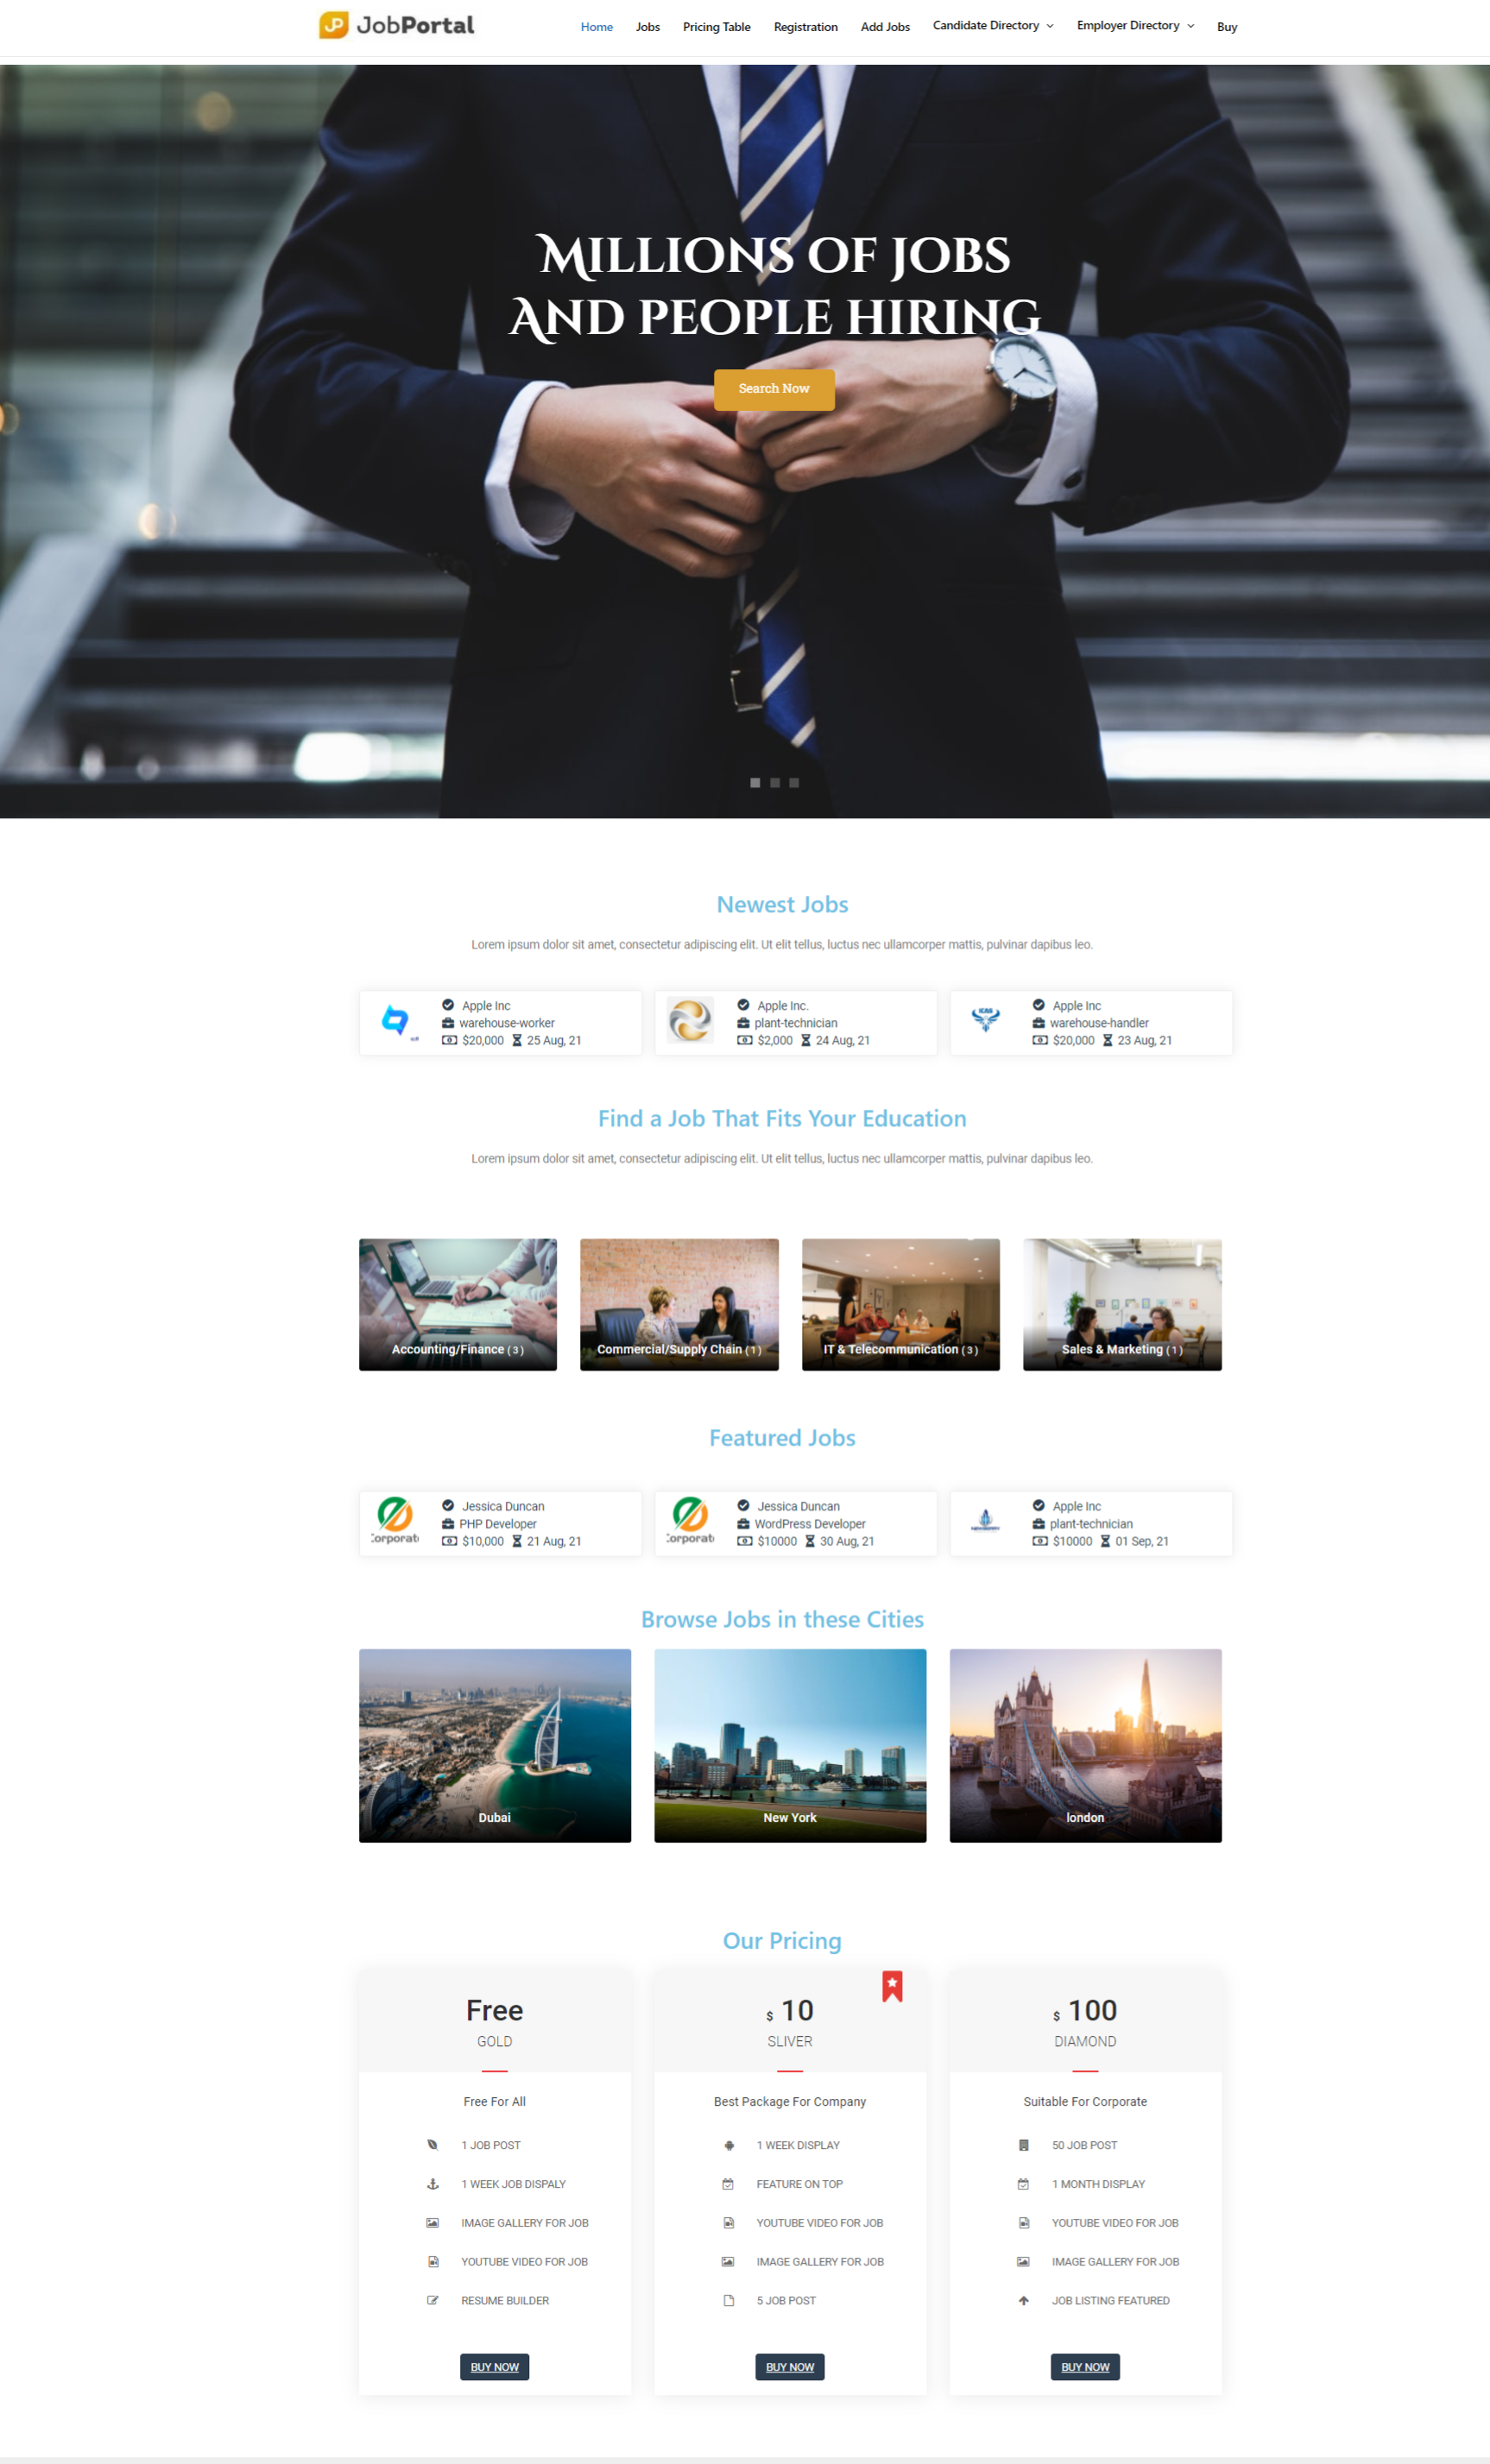 JobPortal
Home Jobs Pricing Table Registration Add Jobs Candidate Directory Employer Directory Buy
MILLIONS OF JOBS
AND PEOPLE HIRING
Search Now
Newest Jobs
Lorem ipsum dolor sit amet, consectetur adipiscing elit. Ut elit tellus, luctus nec ullamcorper mattis, pulvinar dapibus leo.
Apple Inc
warehouse-worker
$20,000 25 Aug, 21
Apple Inc.
plant-technician
$2,000 24 Aug, 21
ICAS
Apple Inc
warehouse-handler
$20,000 23 Aug, 21
Find a Job That Fits Your Education
Lorem ipsum dolor sit amet, consectetur adipiscing elit. Ut elit tellus, luctus nec ullamcorper mattis, pulvinar dapibus leo.
Accounting/Finance ( 3 )
Commercial/Supply Chain ( 1 )
IT & Telecommunication ( 3 )
Sales & Marketing ( 1 )
Featured Jobs
Corporat
Jessica Duncan
PHP Developer
$10,000 21 Aug, 21
Corporat
Jessica Duncan
WordPress Developer
$10000 30 Aug, 21
Apple Inc
plant-technician
$10000 01 Sep, 21
Browse Jobs in these Cities
Dubai
New York
london
Our Pricing
Free
GOLD
Free For All
1 JOB POST
1 WEEK JOB DISPALY
IMAGE GALLERY FOR JOB
YOUTUBE VIDEO FOR JOB
RESUME BUILDER
BUY NOW
$ 10
SLIVER
Best Package For Company
1 WEEK DISPLAY
FEATURE ON TOP
YOUTUBE VIDEO FOR JOB
IMAGE GALLERY FOR JOB
5 JOB POST
BUY NOW
$ 100
DIAMOND
Suitable For Corporate
50 JOB POST
1 MONTH DISPLAY
YOUTUBE VIDEO FOR JOB
IMAGE GALLERY FOR JOB
JOB LISTING FEATURED
BUY NOW